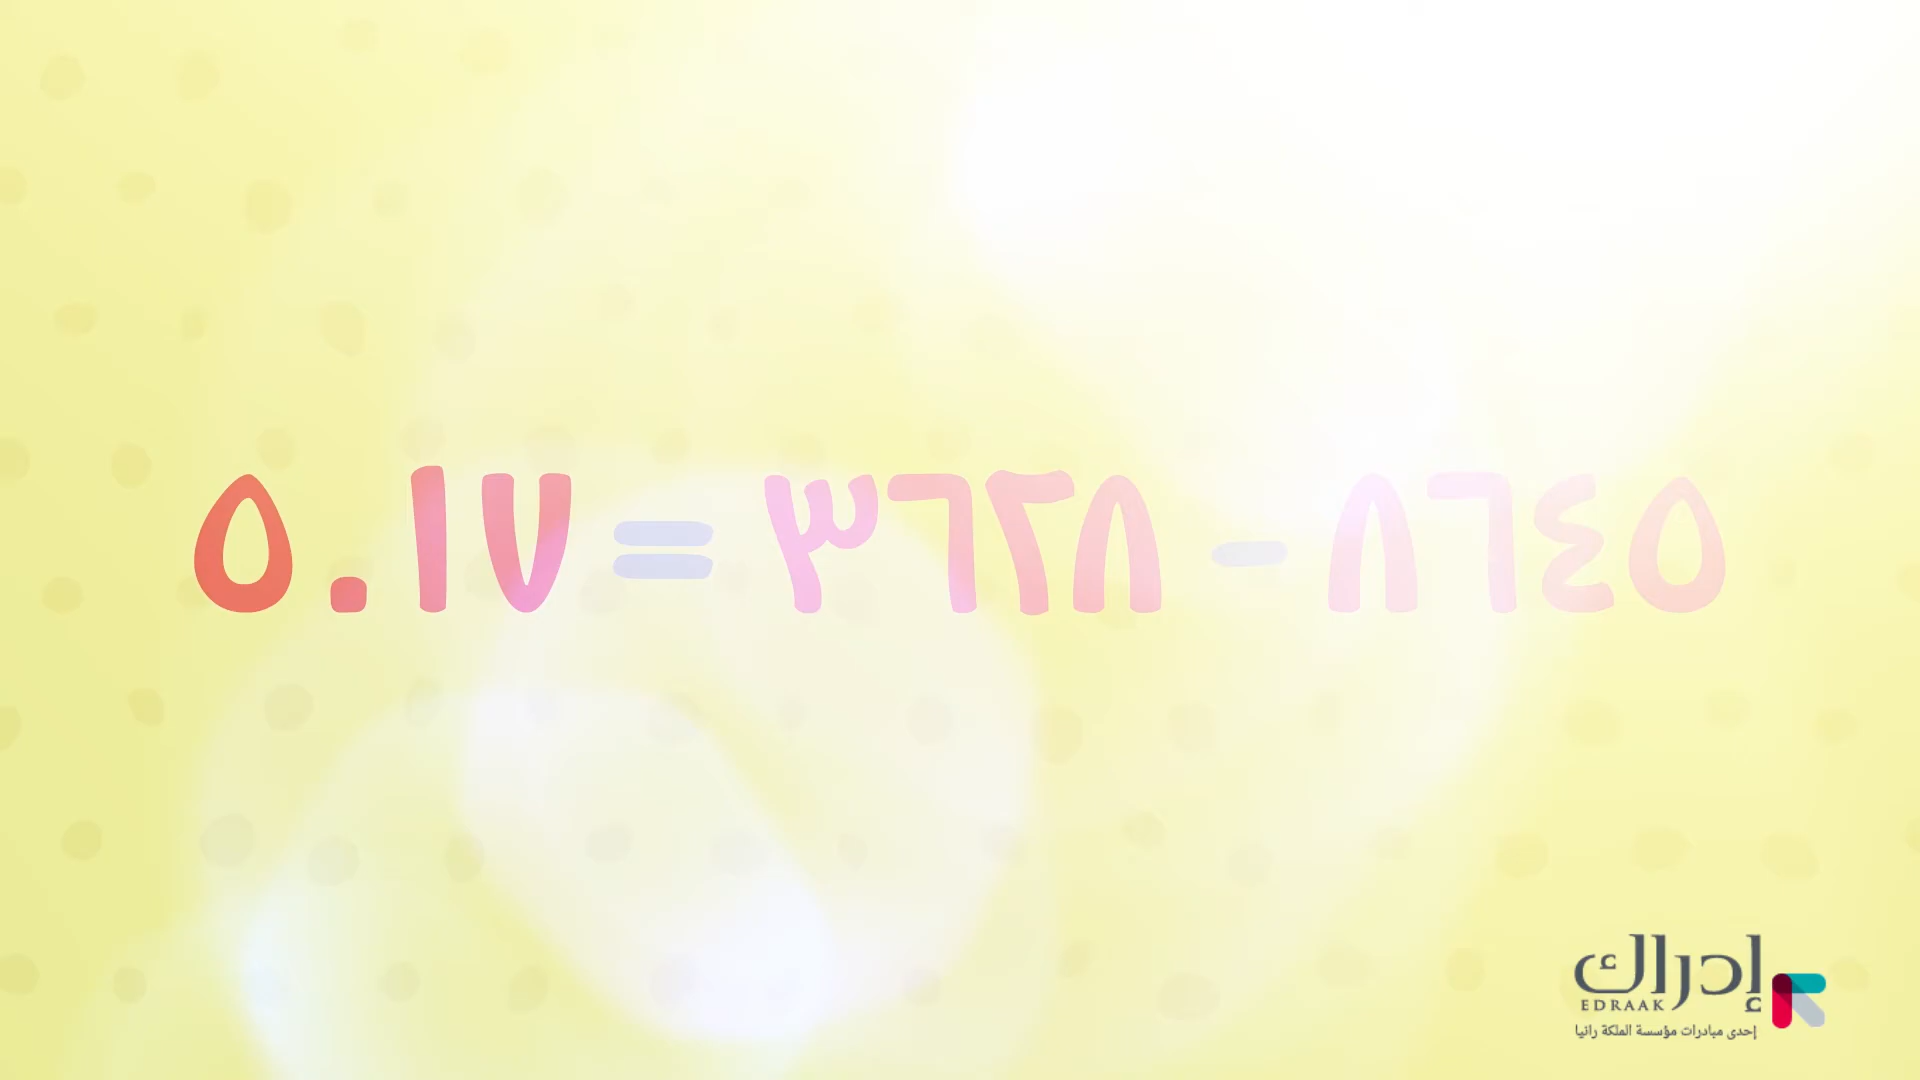 ٨٦٤٥ - ٣٦٢٨ = ٥٠١٧
إدراك
EDRAAK
إحدى مبادرات مؤسسة الملكة رانيا